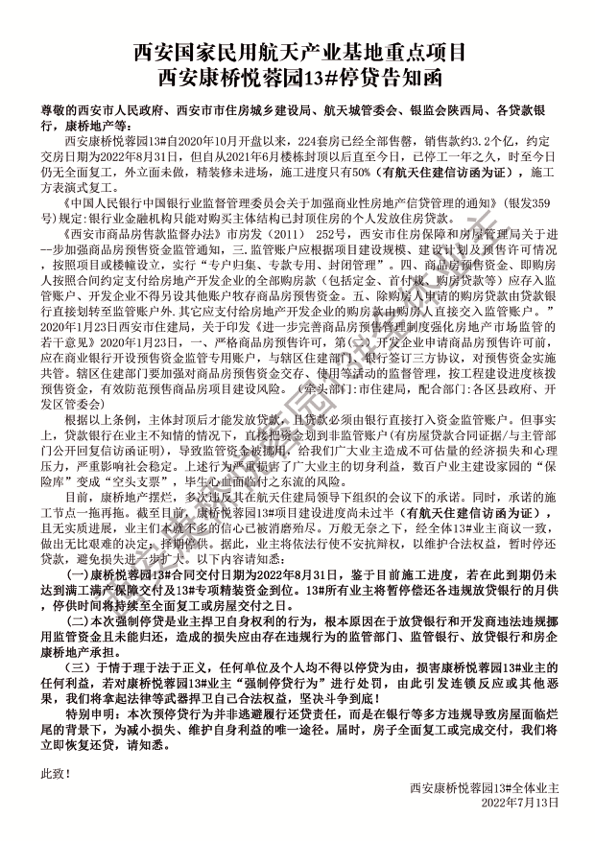 西安国家民用航天产业基地重点项目
西安康桥悦蓉园13#停贷告知函
尊敬的西安市人民政府、西安市市住房城乡建设局、航天城管委会、银监会陕西局、各贷款银
行，康桥地产等：
西安康桥悦蓉园13#自2020年10月开盘以来，224套房已经全部售罄，销售款约3.2个亿，约定
交房日期为2022年8月31日，但自从2021年6月楼栋封顶以后直至今日，已停工一年之久，时至今日
仍无全面复工，外立面未做，精装修未进场，施工进度只有50%（有航天住建信访函为证），施工
方表演式复工。
《中国人民银行中国银行业监督管理委员会关于加强商业性房地产信贷管理的通知》(银发359
号)规定:银行业金融机构只能对购买主体结构已封顶住房的个人发放住房贷款。
《西安市商品房售款监督办法》市房发（2011） 252号，西安市住房保障和房屋管理局关于进
--步加强商品房预售资金监管通知，三.监管账户应根据项目建设规模、建设计划及预售许可情况
，按照项目或楼幢设立，实行“专户归集、专款专用、封闭管理”。四、商品房预售资金、即购房
人按照合同约定支付给房地产开发企业的全部购房款（包括定金、首付款、购房贷款等）应存入监
管账户、开发企业不得另设其他账户牧存商品房预售资金。五、除购房人申请的购房贷款由贷款银
行直接划转至监管账户外.其它应支付给房地产开发企业的购房款由购房人直接交入监管账户。”
2020年1月23日西安市住建局，关于印发《进一步完善商品房预售管理制度强化房地产市场监管的
若干意见》2020年1月23日，一、严格商品房预售许可，第（二）开发企业申请商品房预售许可前，
应在商业银行开设预售资金监管专用账户，与辖区住建部门、银行签订三方协议，对预售资金实施
共管。辖区住建部门要加强对商品房预售资金交存、使用等活动的监督管理，按工程建设进度核拨
预售资金，有效防范预售商品房项目建设风险。（牵头部门:市住建局，配合部门:各区县政府、开
发区管委会)
根据以上条例，主体封顶后才能发放贷款，且贷款必须由银行直接打入资金监管账户。但事实
上，贷款银行在业主不知情的情况下，直接把资金划到非监管账户(有房屋贷款合同证据/与主管部
门公开回复信访函证明)，导致监管资金被挪用，给我们广大业主造成不可估量的经济损失和心理
压力，严重影响社会稳定。上述行为严重损害了广大业主的切身利益，数百户业主建设家园的“保
险库”变成“空头支票”，毕生心血面临付之东流的风险。
目前，康桥地产摆烂，多次违反其在航天住建局领导下组织的会议下的承诺。同时，承诺的施
工节点一拖再拖。截至目前，康桥悦蓉园13#项目建设进度尚未过半（有航天住建信访函为证），
且无实质进展，业主们本就不多的信心已被消磨殆尽。万般无奈之下，经全体13#业主商议一致，
做出无比艰难的决定：择期停供。据此，业主将依法行使不安抗辩权，以维护合法权益，暂时停还
贷款，避免损失进一步扩大。以下内容请知悉：
(一)康桥悦蓉园13#合同交付日期为2022年8月31日，鉴于目前施工进度，若在此到期仍未
达到满工满产保障交付及13#专项精装资金到位。13#所有业主将暂停偿还各违规放贷银行的月供
，停供时间将持续至全面复工或房屋交付之日。
(二)本次强制停贷是业主捍卫自身权利的行为，根本原因在于放贷银行和开发商违法违规挪
用监管资金且未能归还，造成的损失应由存在违规行为的监管部门、监管银行、放贷银行和房企
康桥地产承担。
（三）于情于理于法于正义，任何单位及个人均不得以停贷为由，损害康桥悦蓉园13#业主的
任何利益，若对康桥悦蓉园13#业主“强制停贷行为”进行处罚，由此引发连锁反应或其他恶
果，我们将拿起法律等武器捍卫自己合法权益，坚决斗争到底！
特别申明：本次预停贷行为并非逃避履行还贷责任，而是在银行等多方违规导致房屋面临烂
尾的背景下，为减小损失、维护自身利益的唯一途径。届时，房子全面复工或完成交付，我们将
立即恢复还贷，请知悉。
此致！
西安康桥悦蓉园13#全体业主
2022年7月13日
西安康桥悦蓉园13#全体业主